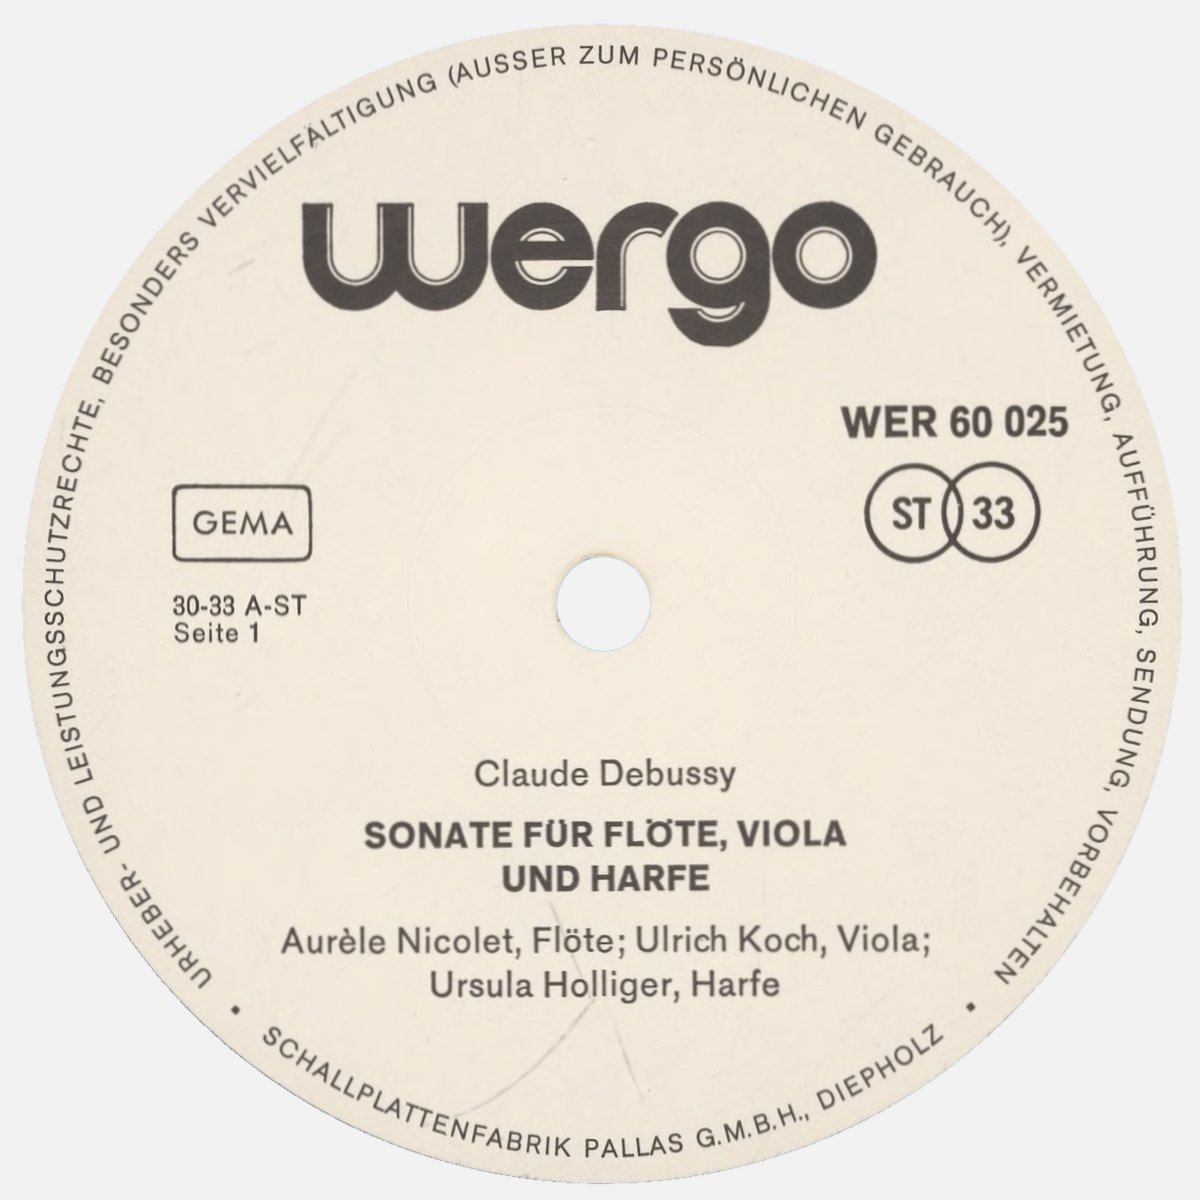 URHEBER- UND LEISTUNGSSCHUTZRECHTE, BESONDERS VERVIELFÄLTIGUNG (AUSSER ZUM PERSÖNLICHEN GEBRAUCH), VERMIETUNG, AUFFÜHRUNG, SENDUNG, VORBEHALTEN
wergo
WER 60 025
ST 33
GEMA
30-33 A-ST
Seite 1
Claude Debussy
SONATE FÜR FLÖTE, VIOLA
UND HARFE
Aurèle Nicolet, Flöte; Ulrich Koch, Viola;
Ursula Holliger, Harfe
• SCHALLPLATTENFABRIK PALLAS G.M.B.H., DIEPHOLZ •